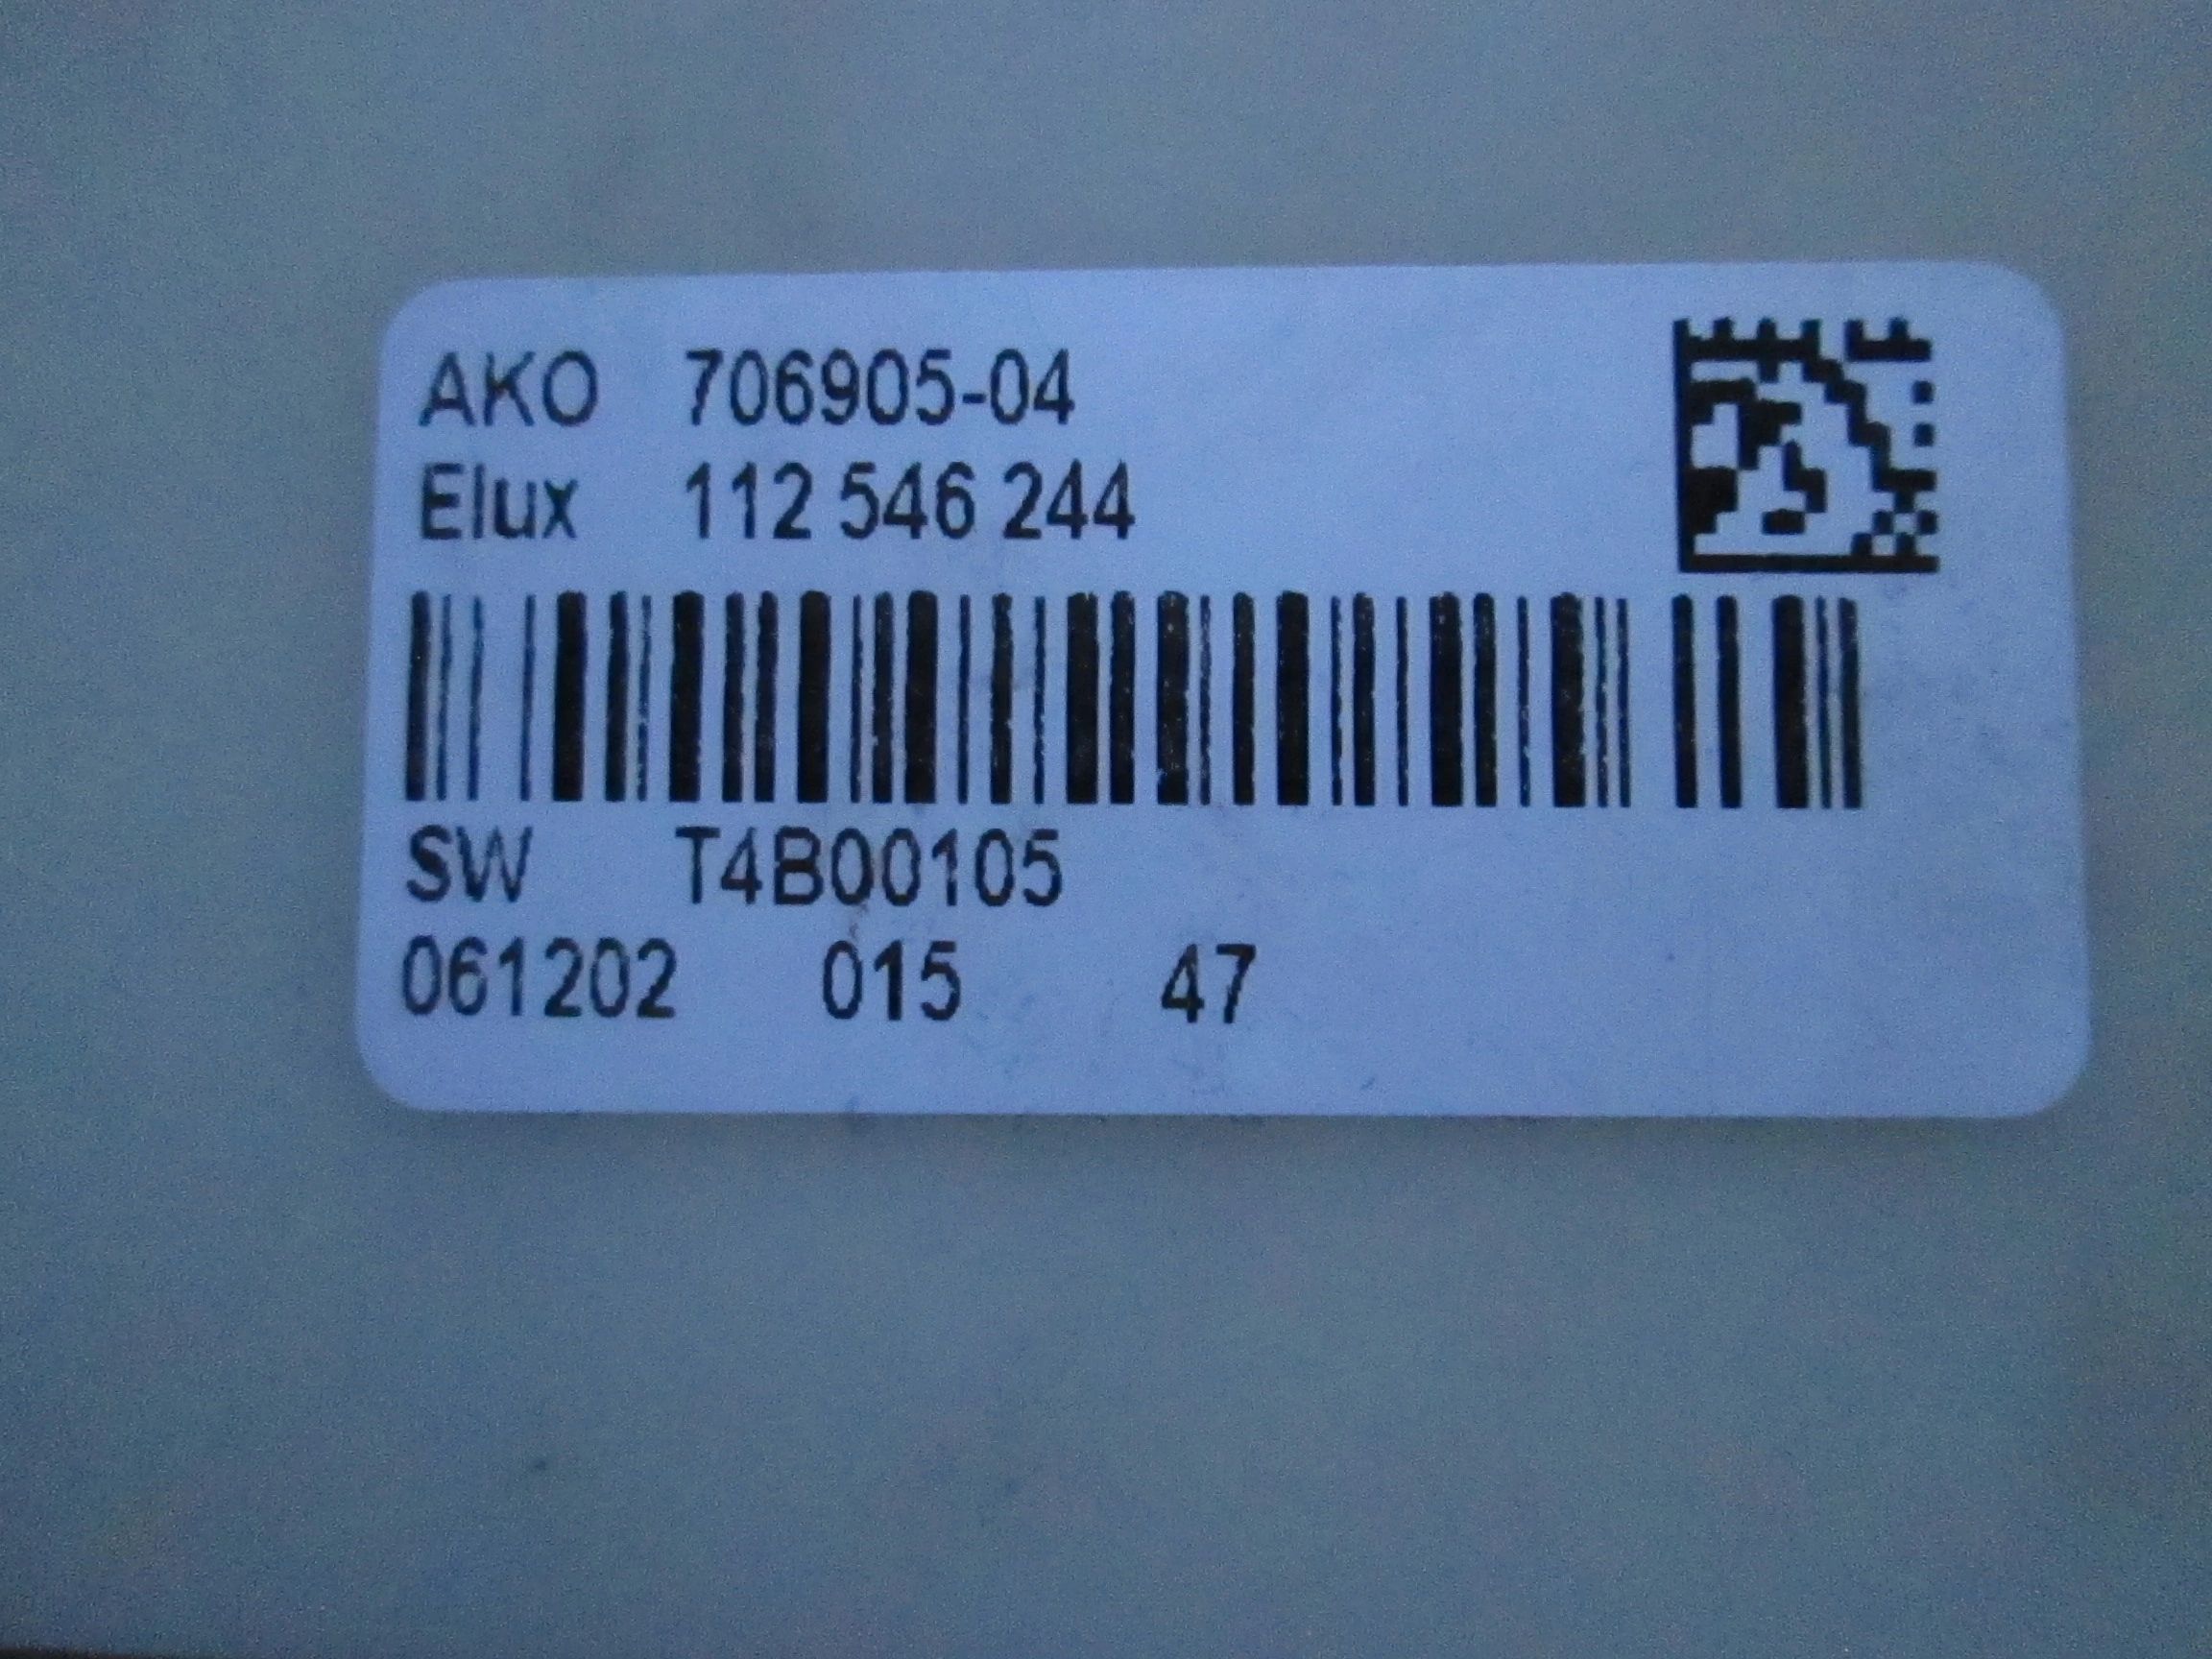 AKO 706905-04
Elux 112 546 244
SW T4B00105
061202 015 47